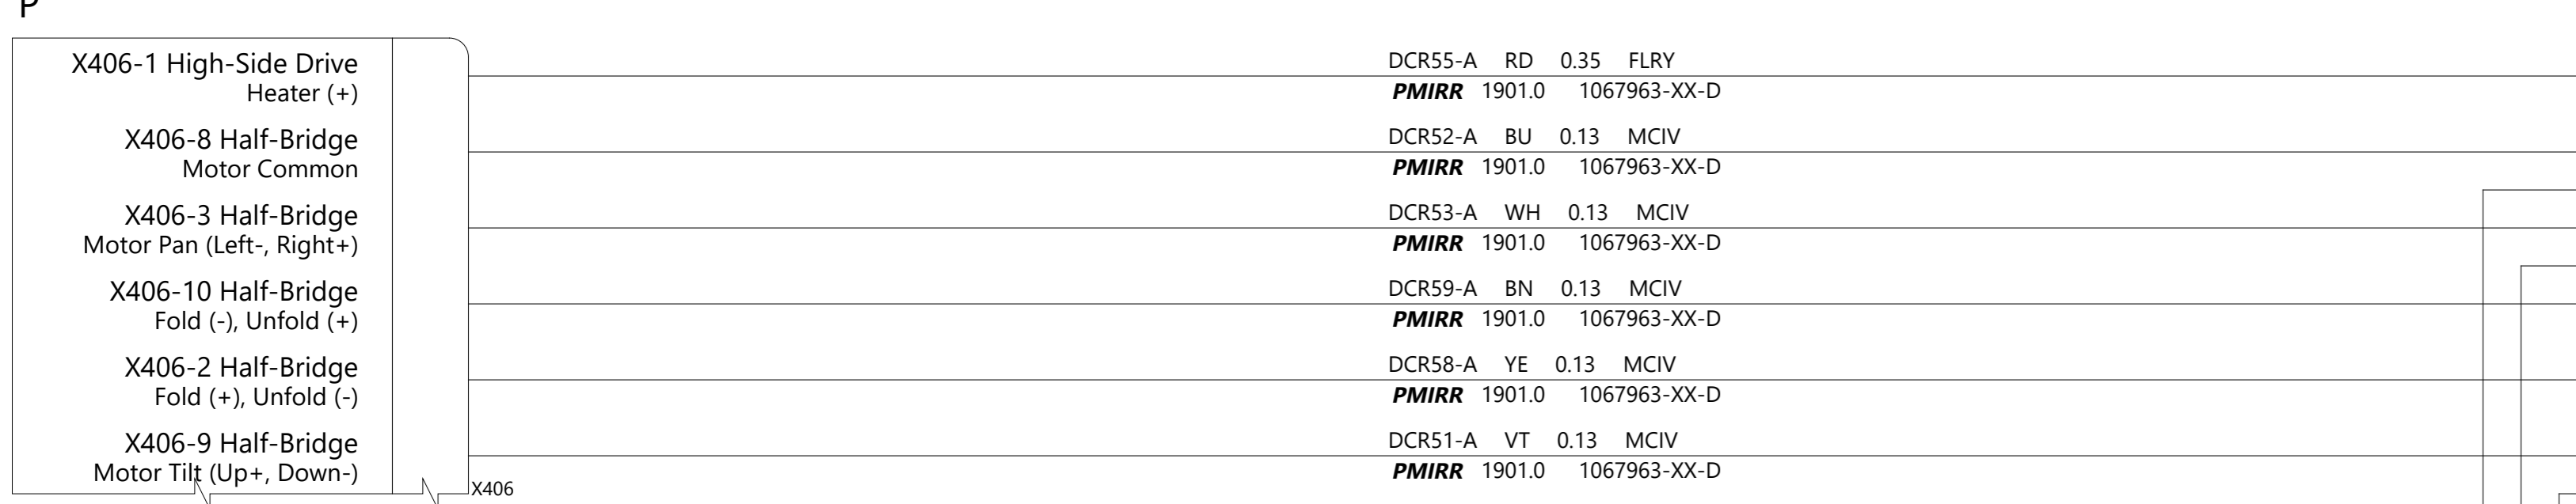 P
X406-1 High-Side Drive
Heater (+)
DCR55-A RD 0.35 FLRY
PMIRR 1901.0 1067963-XX-D
X406-8 Half-Bridge
Motor Common
DCR52-A BU 0.13 MCIV
PMIRR 1901.0 1067963-XX-D
X406-3 Half-Bridge
Motor Pan (Left-, Right+)
DCR53-A WH 0.13 MCIV
PMIRR 1901.0 1067963-XX-D
X406-10 Half-Bridge
Fold (-), Unfold (+)
DCR59-A BN 0.13 MCIV
PMIRR 1901.0 1067963-XX-D
X406-2 Half-Bridge
Fold (+), Unfold (-)
DCR58-A YE 0.13 MCIV
PMIRR 1901.0 1067963-XX-D
X406-9 Half-Bridge
Motor Tilt (Up+, Down-)
DCR51-A VT 0.13 MCIV
PMIRR 1901.0 1067963-XX-D
X406